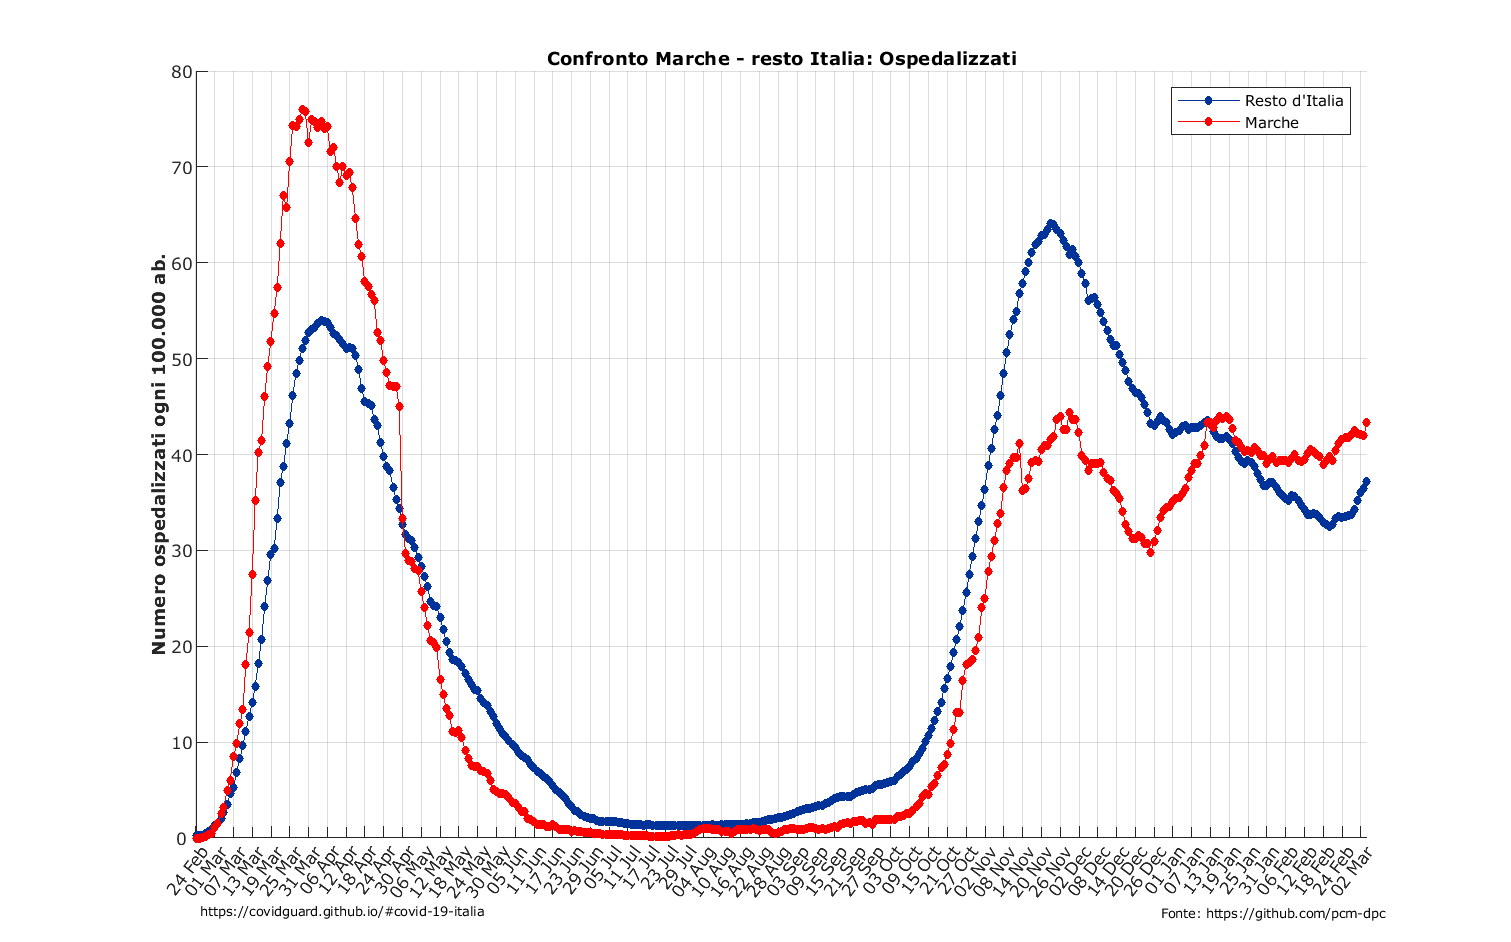 Confronto Marche - resto Italia: Ospedalizzati
Resto d'Italia
Marche
Numero ospedalizzati ogni 100.000 ab.
80
70
60
50
40
30
20
10
0
24 Feb
01 Mar
07 Mar
13 Mar
19 Mar
25 Mar
31 Mar
06 Apr
12 Apr
18 Apr
24 Apr
30 Apr
06 May
12 May
18 May
24 May
30 May
05 Jun
11 Jun
17 Jun
23 Jun
29 Jun
05 Jul
11 Jul
17 Jul
23 Jul
29 Jul
04 Aug
10 Aug
16 Aug
22 Aug
28 Aug
03 Sep
09 Sep
15 Sep
21 Sep
27 Sep
03 Oct
09 Oct
15 Oct
21 Oct
27 Oct
02 Nov
08 Nov
14 Nov
20 Nov
26 Nov
02 Dec
08 Dec
14 Dec
20 Dec
26 Dec
01 Jan
07 Jan
13 Jan
19 Jan
25 Jan
31 Jan
06 Feb
12 Feb
18 Feb
24 Feb
02 Mar
https://covidguard.github.io/#covid-19-italia
Fonte: https://github.com/pcm-dpc